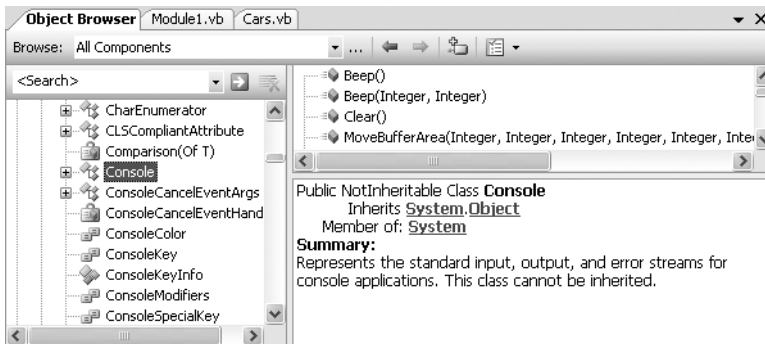 Object Browser Module1.vb Cars.vb
Browse: All Components ...
<Search>
CharEnumerator
CLSCompliantAttribute
Comparison(Of T)
Console
ConsoleCancelEventArgs
ConsoleCancelEventHand
ConsoleColor
ConsoleKey
ConsoleKeyInfo
ConsoleModifiers
ConsoleSpecialKey
Beep()
Beep(Integer, Integer)
Clear()
MoveBufferArea(Integer, Integer, Integer, Integer, Integer, Inte
Public NotInheritable Class Console
Inherits System.Object
Member of: System
Summary:
Represents the standard input, output, and error streams for
console applications. This class cannot be inherited.